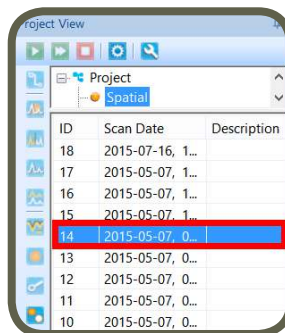 Project View
Project
Spatial
ID Scan Date Description
18 2015-07-16, 1...
17 2015-05-07, 1...
16 2015-05-07, 1...
15 2015-05-07, 1...
14 2015-05-07, 0...
13 2015-05-07, 0...
12 2015-05-07, 0...
11 2015-05-07, 0...
10 2015-05-07, 0...